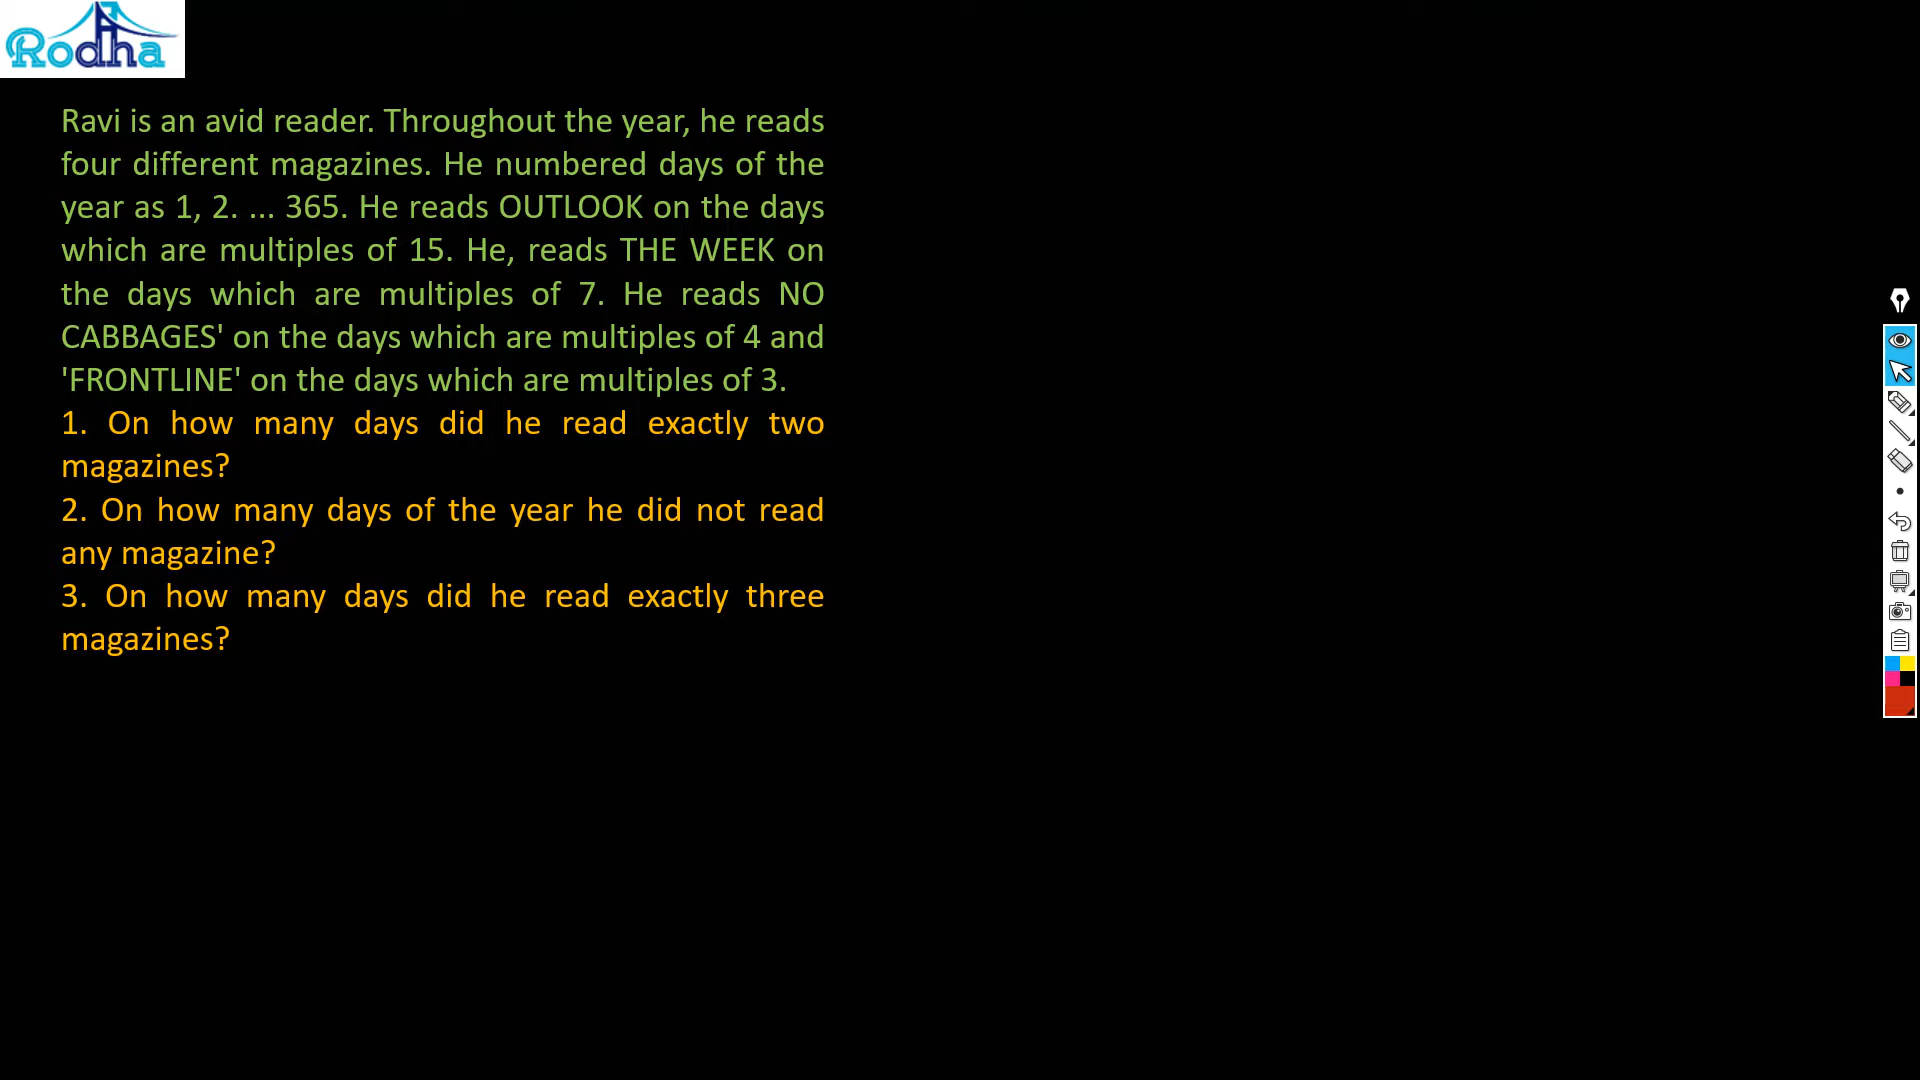 Rodha
Ravi is an avid reader. Throughout the year, he reads
four different magazines. He numbered days of the
year as 1, 2. ... 365. He reads OUTLOOK on the days
which are multiples of 15. He, reads THE WEEK on
the days which are multiples of 7. He reads NO
CABBAGES' on the days which are multiples of 4 and
'FRONTLINE' on the days which are multiples of 3.
1. On how many days did he read exactly two
magazines?
2. On how many days of the year he did not read
any magazine?
3. On how many days did he read exactly three
magazines?